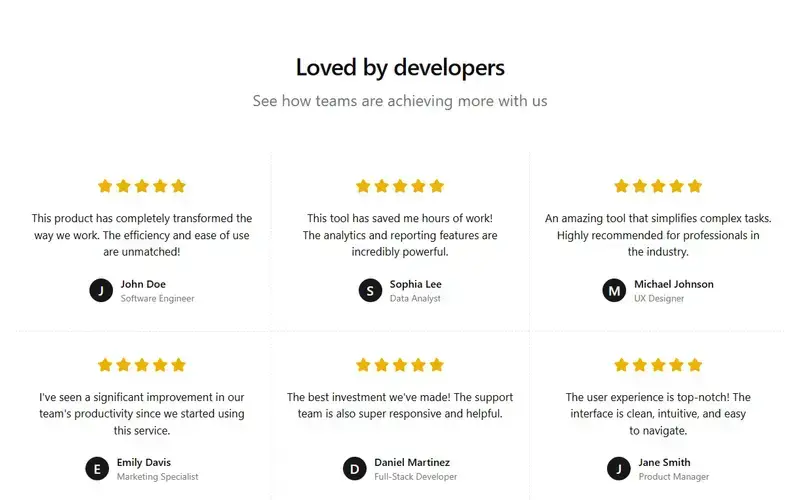 Loved by developers
See how teams are achieving more with us
This product has completely transformed the
way we work. The efficiency and ease of use
are unmatched!
J
John Doe
Software Engineer
This tool has saved me hours of work!
The analytics and reporting features are
incredibly powerful.
S
Sophia Lee
Data Analyst
An amazing tool that simplifies complex tasks.
Highly recommended for professionals in
the industry.
M
Michael Johnson
UX Designer
I've seen a significant improvement in our
team's productivity since we started using
this service.
E
Emily Davis
Marketing Specialist
The best investment we've made! The support
team is also super responsive and helpful.
D
Daniel Martinez
Full-Stack Developer
The user experience is top-notch! The
interface is clean, intuitive, and easy
to navigate.
J
Jane Smith
Product Manager